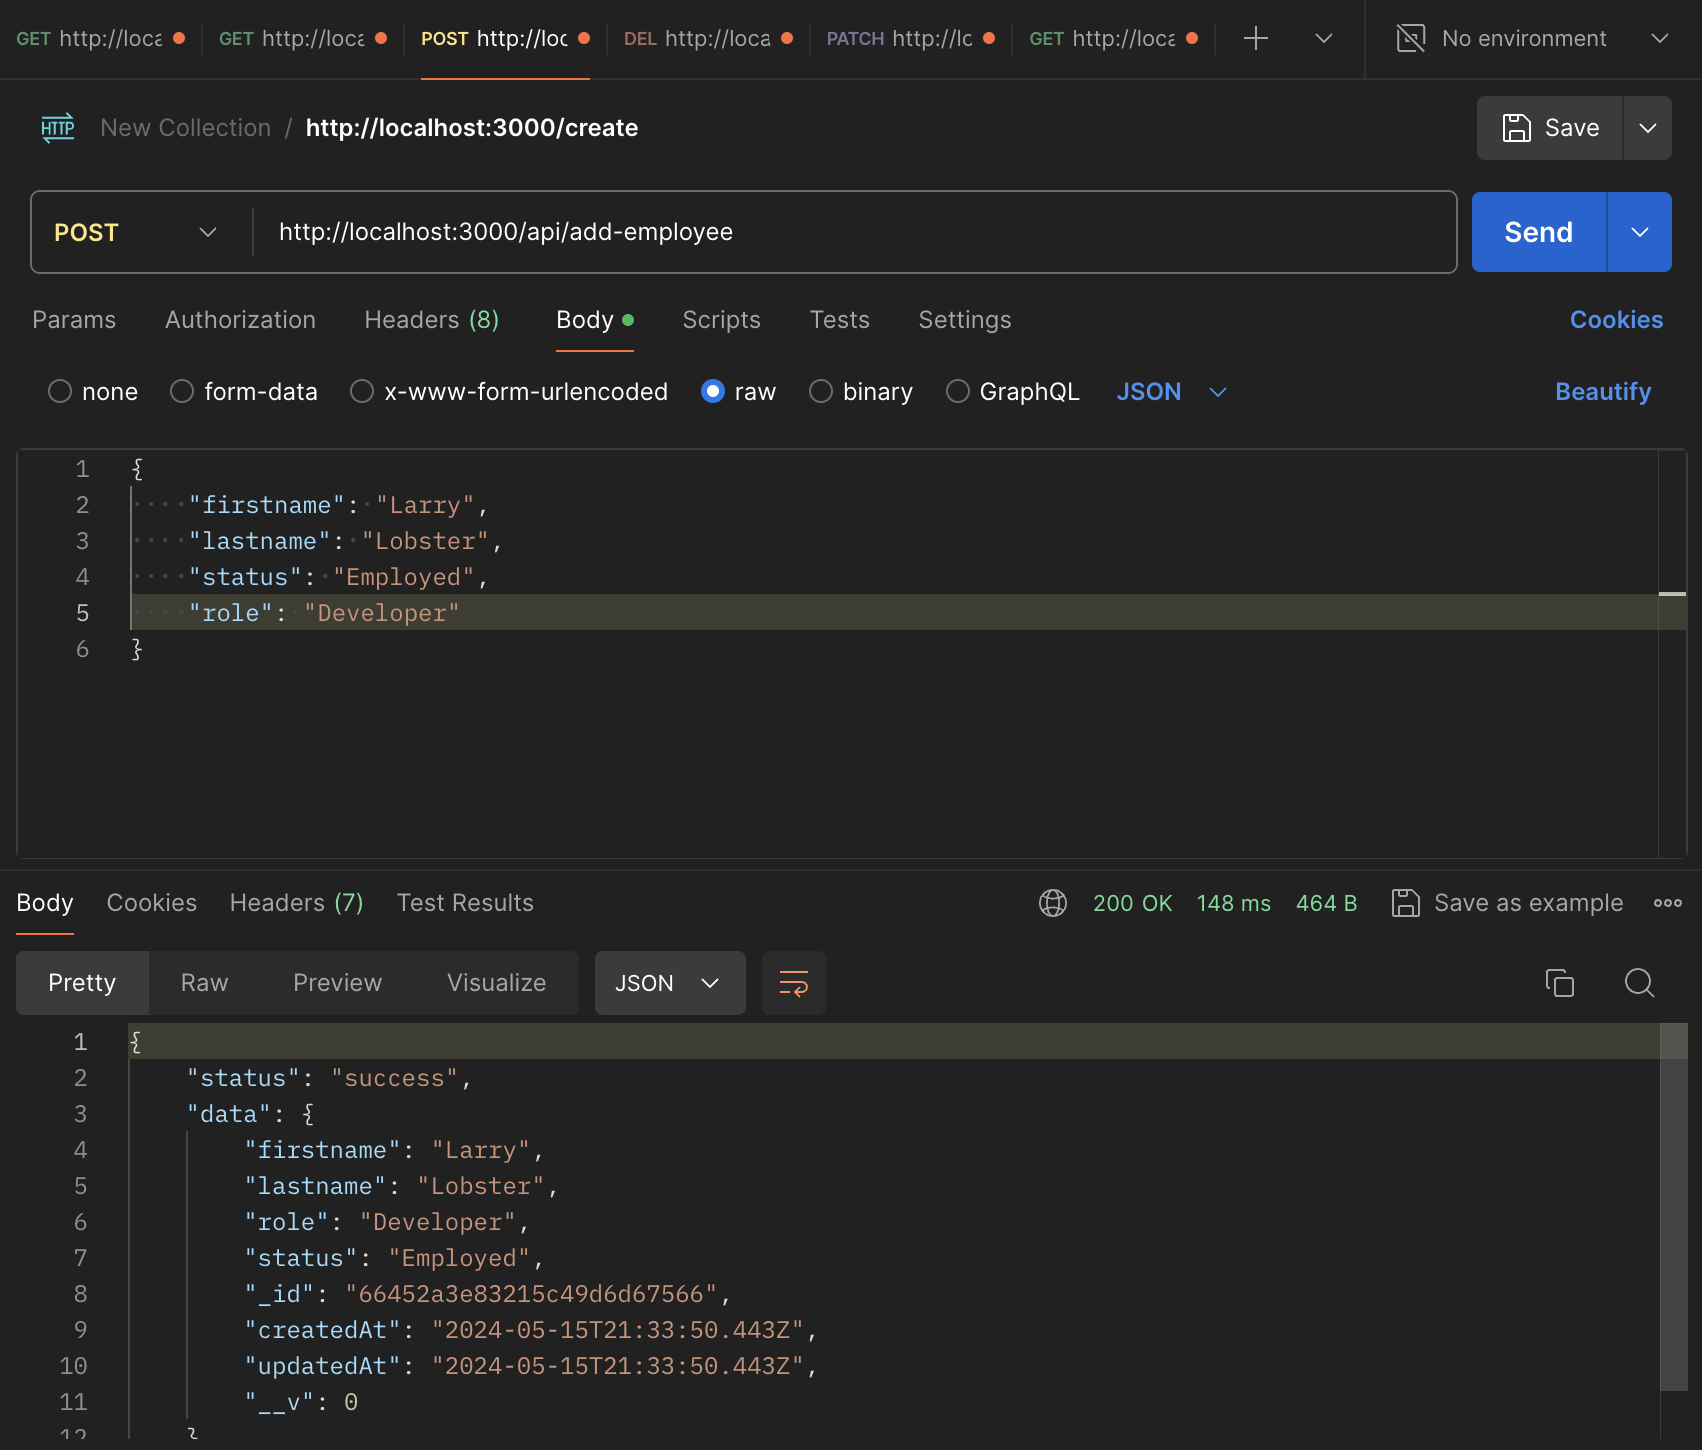 GET http://loca GET http://loca POST http://loc DEL http://loca PATCH http://lc GET http://loca No environment
HTTP New Collection / http://localhost:3000/create Save
POST http://localhost:3000/api/add-employee Send
Params Authorization Headers (8) Body Scripts Tests Settings Cookies
none form-data x-www-form-urlencoded raw binary GraphQL JSON Beautify
1 {
2 "firstname": "Larry",
3 "lastname": "Lobster",
4 "status": "Employed",
5 "role": "Developer"
6 }
Body Cookies Headers (7) Test Results 200 OK 148 ms 464 B Save as example
Pretty Raw Preview Visualize JSON
1 {
2 "status": "success",
3 "data": {
4 "firstname": "Larry",
5 "lastname": "Lobster",
6 "role": "Developer",
7 "status": "Employed",
8 "_id": "66452a3e83215c49d6d67566",
9 "createdAt": "2024-05-15T21:33:50.443Z",
10 "updatedAt": "2024-05-15T21:33:50.443Z",
11 "__v": 0
12 }